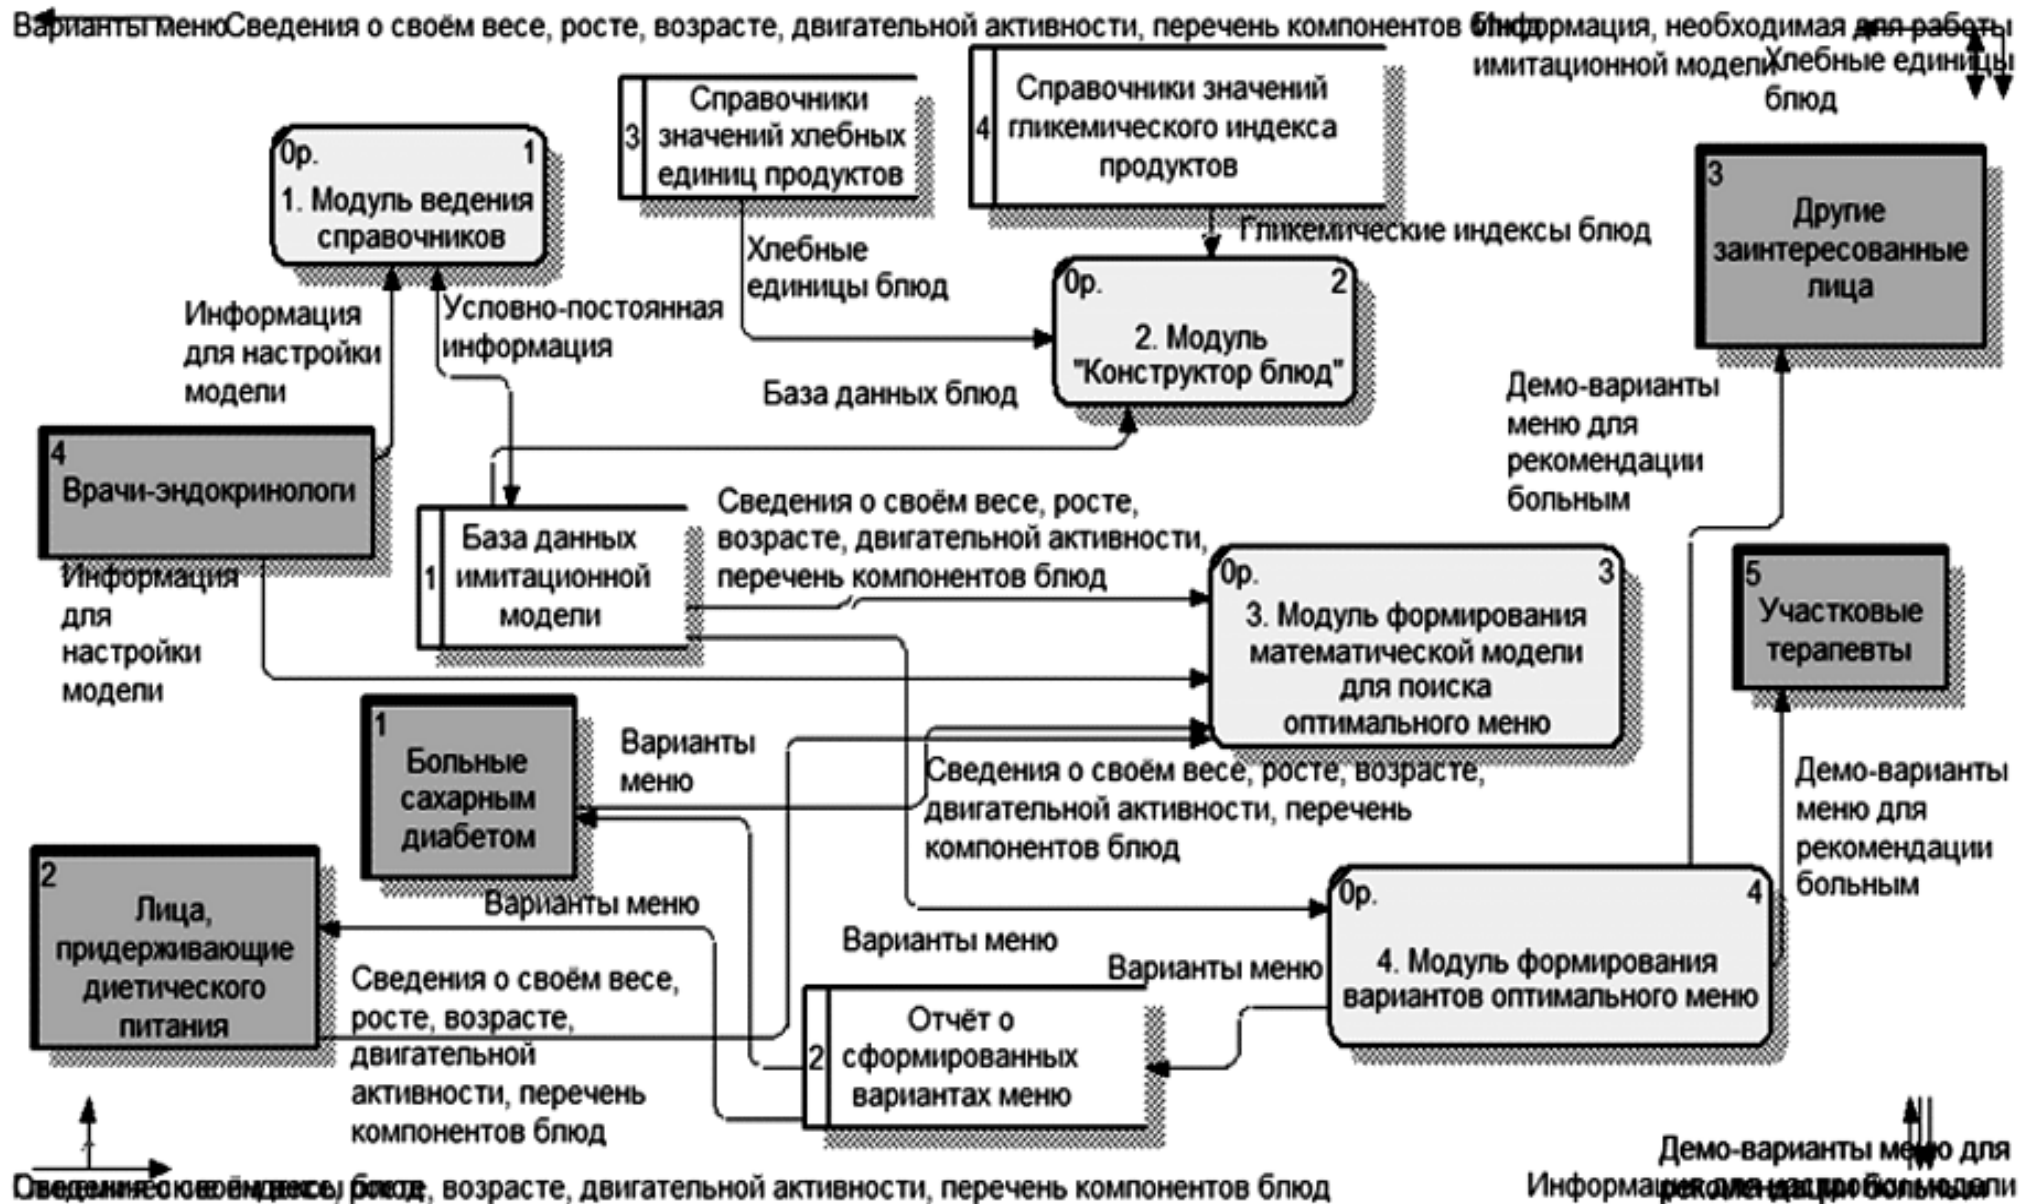 Варианты меню
Сведения о своём весе, росте, возрасте, двигательной активности, перечень компонентов блюд
Информация, необходимая для работы
имитационной модели
Хлебные единицы
блюд
3
Справочники
значений хлебных
единиц продуктов
4
Справочники значений
гликемического индекса
продуктов
0р. 1
1. Модуль ведения
справочников
3
Другие
заинтересованные
лица
Хлебные
единицы блюд
Гликемические индексы блюд
0р. 2
2. Модуль
"Конструктор блюд"
Информация
для настройки
модели
Условно-постоянная
информация
База данных блюд
Демо-варианты
меню для
рекомендации
больным
4
Врачи-эндокринологи
1
База данных
имитационной
модели
Сведения о своём весе, росте,
возрасте, двигательной активности,
перечень компонентов блюд
0р. 3
3. Модуль формирования
математической модели
для поиска
оптимального меню
5
Участковые
терапевты
Информация
для
настройки
модели
1
Больные
сахарным
диабетом
Варианты
меню
Сведения о своём весе, росте, возрасте,
двигательной активности, перечень
компонентов блюд
Демо-варианты
меню для
рекомендации
больным
2
Лица,
придерживающие
диетического
питания
Варианты меню
Варианты меню
Варианты меню
0р. 4
4. Модуль формирования
вариантов оптимального меню
Сведения о своём весе,
росте, возрасте,
двигательной
активности, перечень
компонентов блюд
2
Отчёт о
сформированных
вариантах меню
Демо-варианты меню для
возрасте, двигательной активности, перечень компонентов блюд
Информация
модели